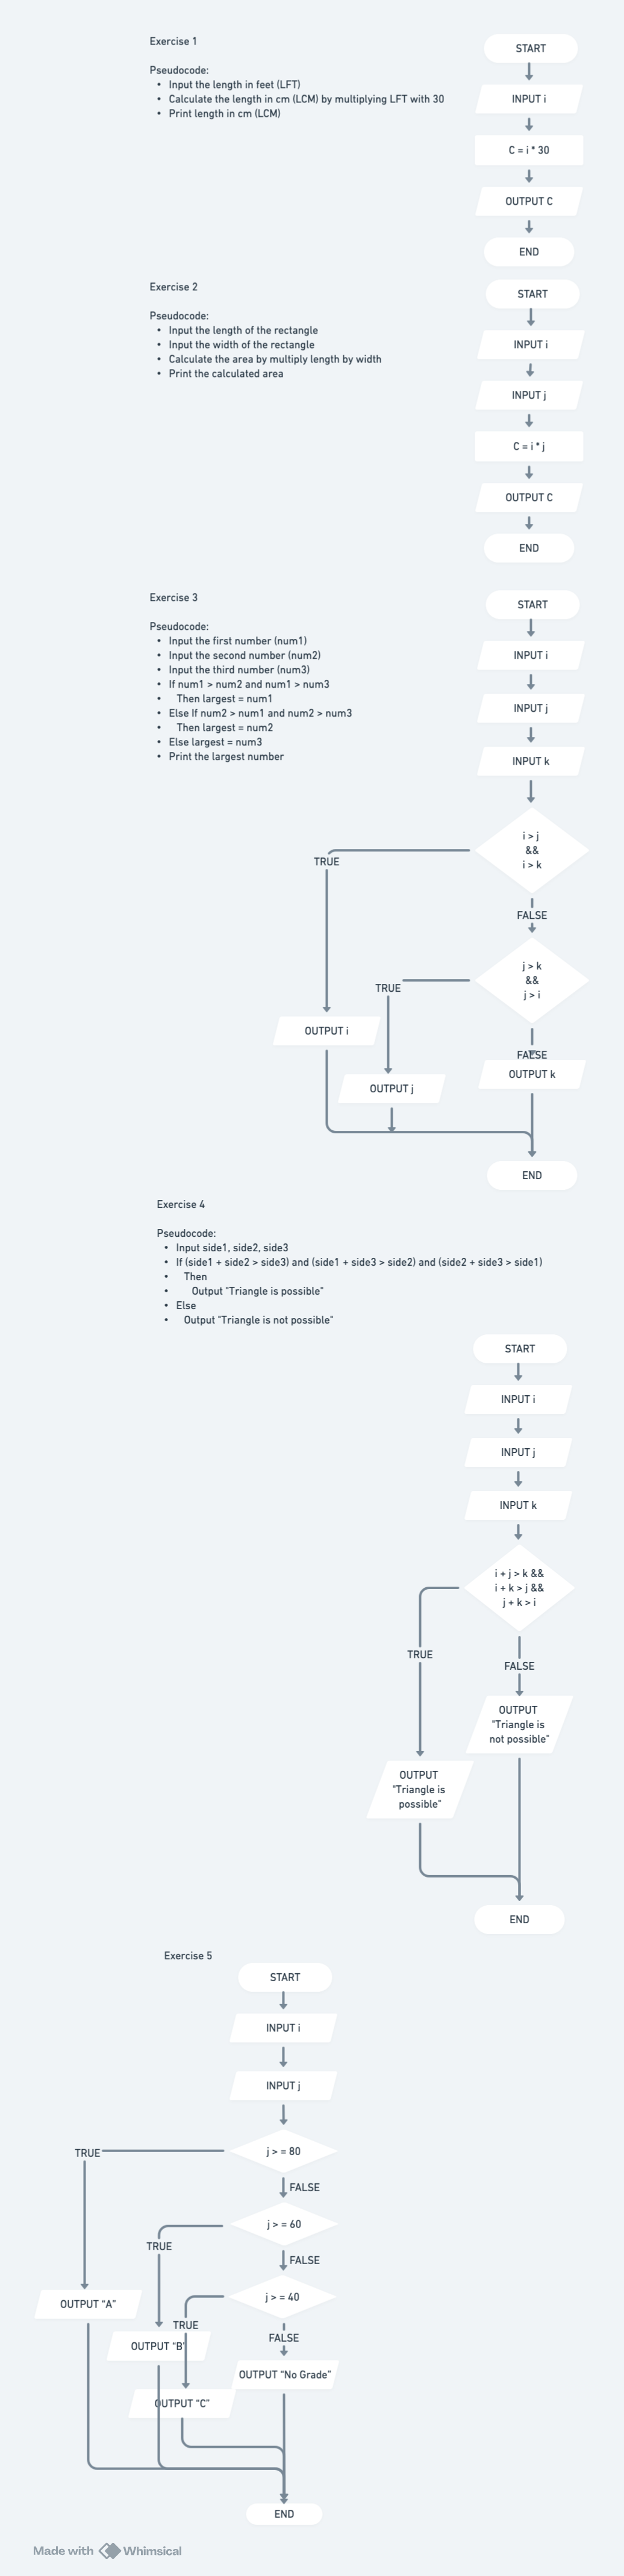 Exercise 1
Pseudocode:
• Input the length in feet (LFT)
• Calculate the length in cm (LCM) by multiplying LFT with 30
• Print length in cm (LCM)
START
INPUT i
C = i * 30
OUTPUT C
END
Exercise 2
Pseudocode:
• Input the length of the rectangle
• Input the width of the rectangle
• Calculate the area by multiply length by width
• Print the calculated area
START
INPUT i
INPUT j
C = i * j
OUTPUT C
END
Exercise 3
Pseudocode:
• Input the first number (num1)
• Input the second number (num2)
• Input the third number (num3)
• If num1 > num2 and num1 > num3
• Then largest = num1
• Else If num2 > num1 and num2 > num3
• Then largest = num2
• Else largest = num3
• Print the largest number
START
INPUT i
INPUT j
INPUT k
i > j
&&
i > k
TRUE
FALSE
j > k
&&
j > i
TRUE
FALSE
OUTPUT i
OUTPUT j
OUTPUT k
END
Exercise 4
Pseudocode:
• Input side1, side2, side3
• If (side1 + side2 > side3) and (side1 + side3 > side2) and (side2 + side3 > side1)
• Then
• Output "Triangle is possible"
• Else
• Output "Triangle is not possible"
START
INPUT i
INPUT j
INPUT k
i + j > k &&
i + k > j &&
j + k > i
TRUE
FALSE
OUTPUT
"Triangle is
not possible"
OUTPUT
"Triangle is
possible"
END
Exercise 5
START
INPUT i
INPUT j
j > = 80
TRUE
FALSE
j > = 60
TRUE
FALSE
j > = 40
TRUE
FALSE
OUTPUT “A”
OUTPUT “B”
OUTPUT “C”
OUTPUT “No Grade”
END
Made with Whimsical